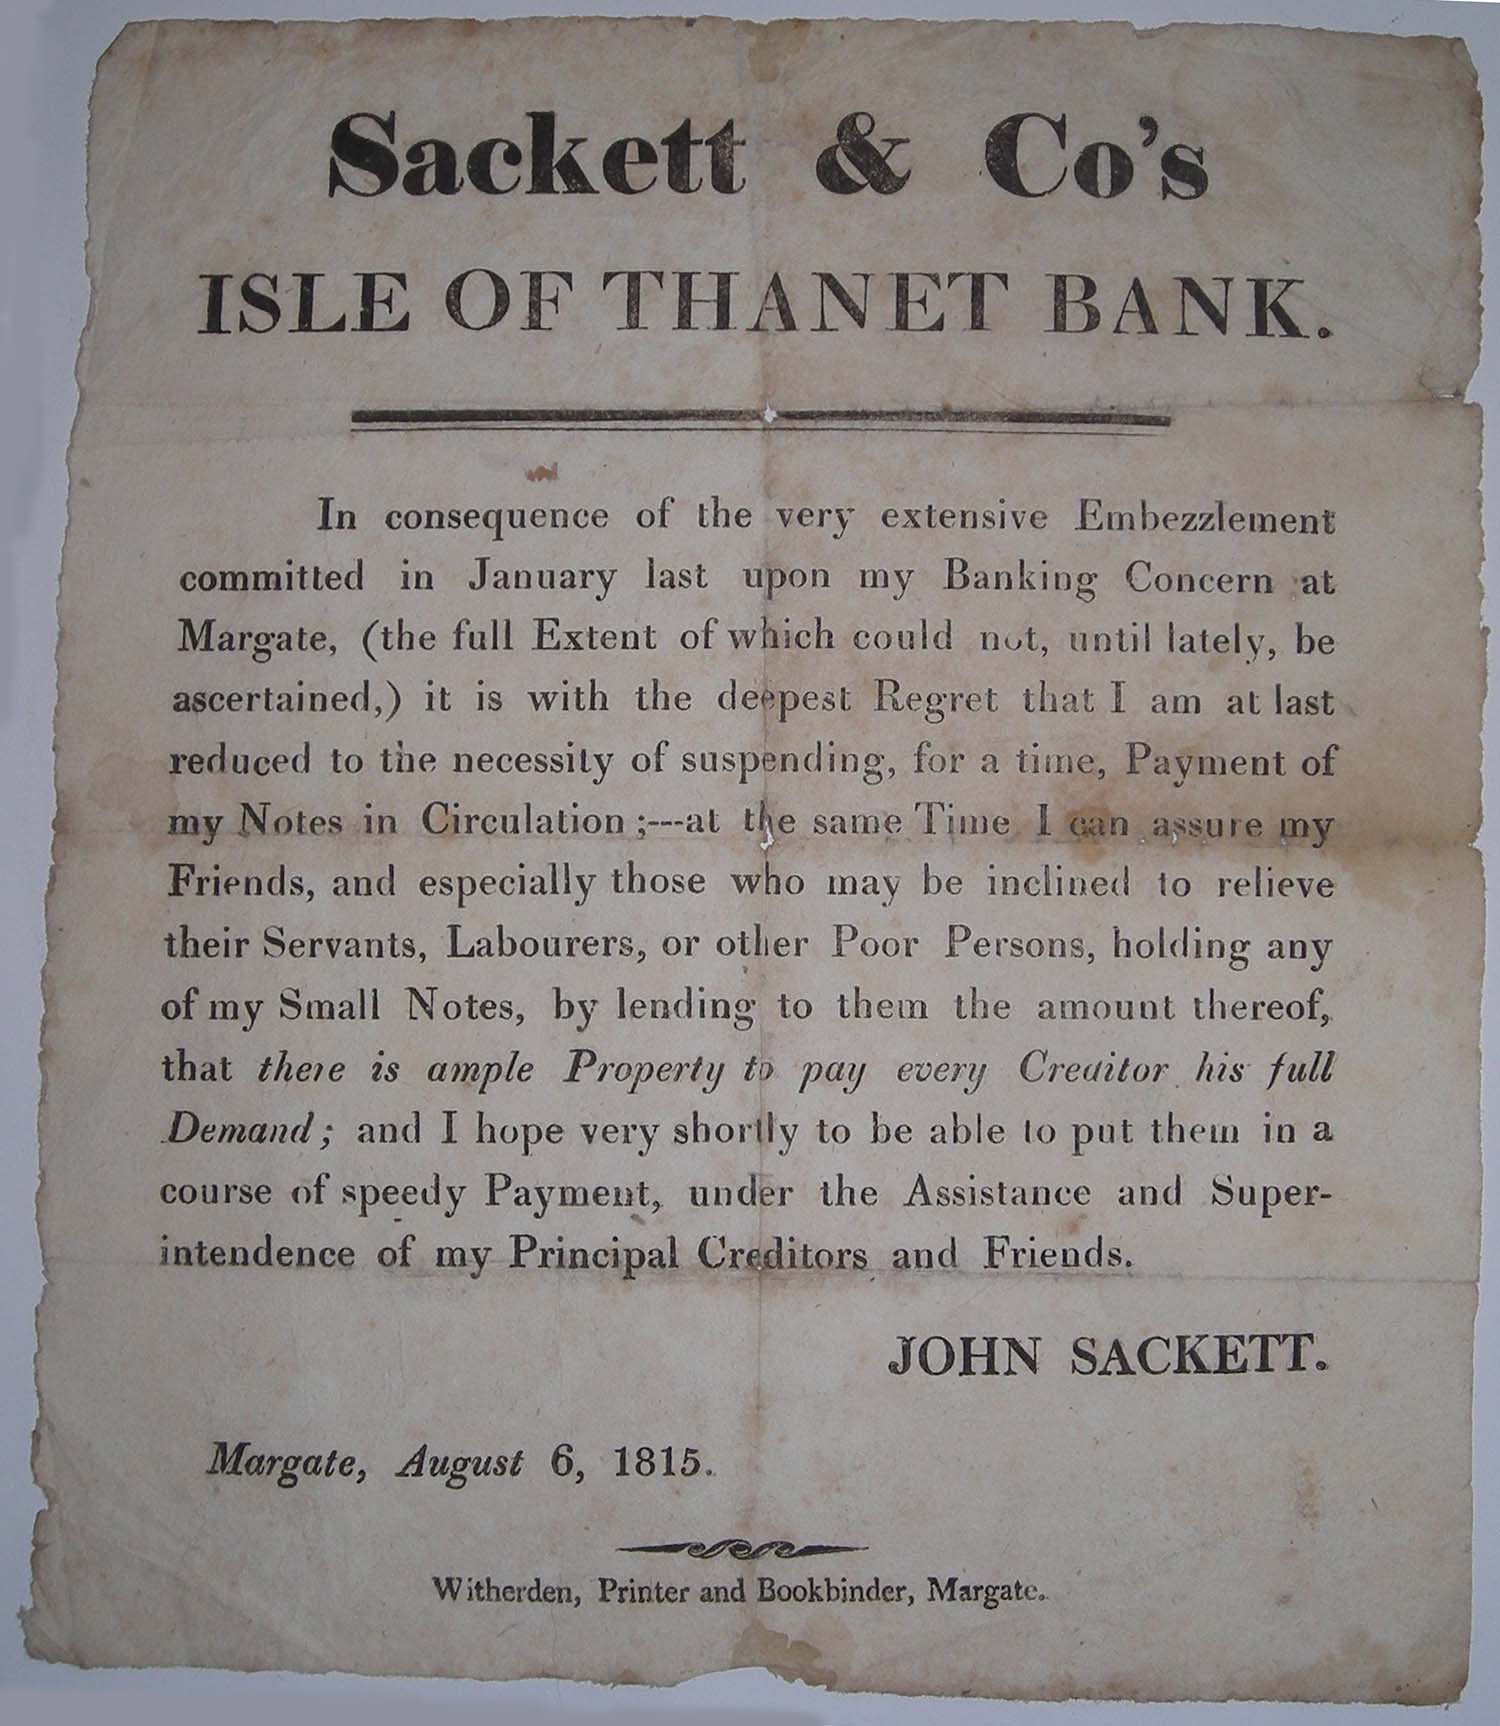 Sackett & Co's
ISLE OF THANET BANK.
In consequence of the very extensive Embezzlement
committed in January last upon my Banking Concern at
Margate, (the full Extent of which could not, until lately, be
ascertained,) it is with the deepest Regret that I am at last
reduced to the necessity of suspending, for a time, Payment of
my Notes in Circulation;---at the same Time I can assure my
Friends, and especially those who may be inclined to relieve
their Servants, Labourers, or other Poor Persons, holding any
of my Small Notes, by lending to them the amount thereof,
that there is ample Property to pay every Creditor his full
Demand; and I hope very shortly to be able to put them in a
course of speedy Payment, under the Assistance and Super-
intendence of my Principal Creditors and Friends.
JOHN SACKETT.
Margate, August 6, 1815.
Witherden, Printer and Bookbinder, Margate.